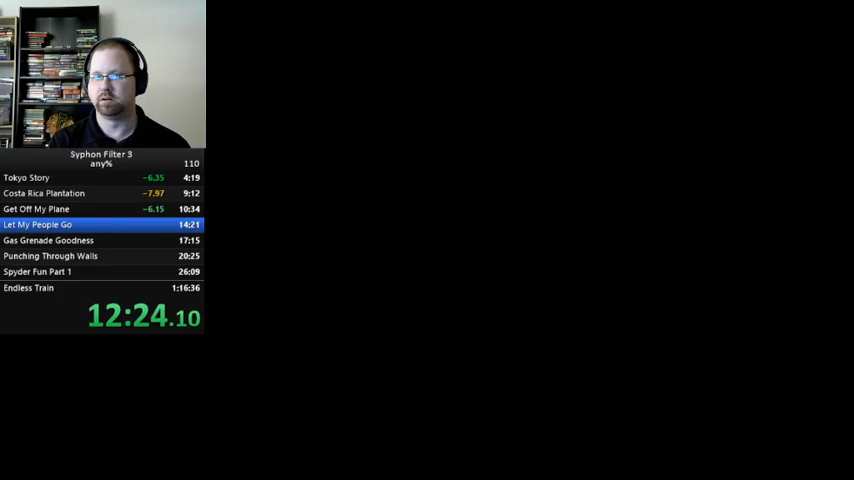 Syphon Filter 3
any% 110
Tokyo Story -6.35 4:19
Costa Rica Plantation -7.97 9:12
Get Off My Plane -6.15 10:34
Let My People Go 14:21
Gas Grenade Goodness 17:15
Punching Through Walls 20:25
Spyder Fun Part 1 26:09
Endless Train 1:16:36
12:24.10